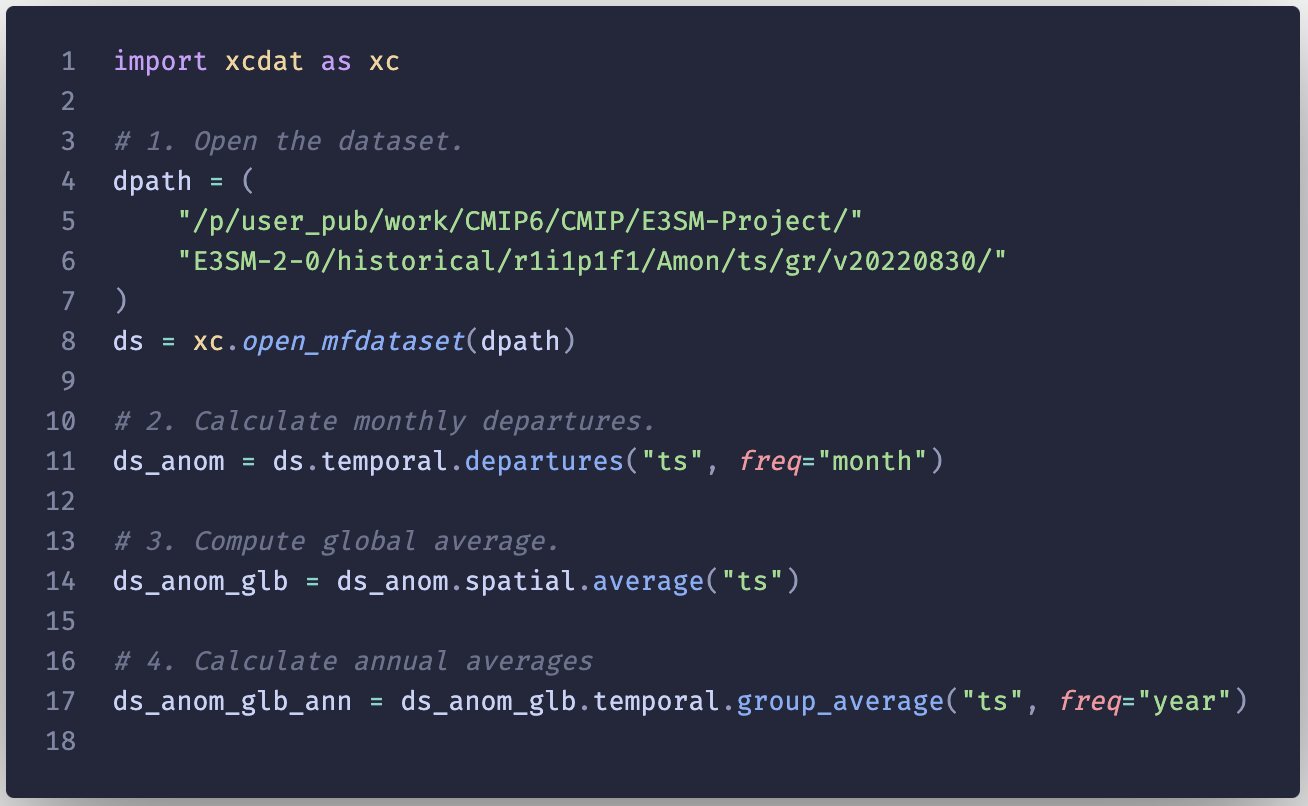 1 import xcdat as xc
2
3 # 1. Open the dataset.
4 dpath = (
5     "/p/user_pub/work/CMIP6/CMIP/E3SM-Project/"
6     "E3SM-2-0/historical/r1i1p1f1/Amon/ts/gr/v20220830/"
7 )
8 ds = xc.open_mfdataset(dpath)
9
10 # 2. Calculate monthly departures.
11 ds_anom = ds.temporal.departures("ts", freq="month")
12
13 # 3. Compute global average.
14 ds_anom_glb = ds_anom.spatial.average("ts")
15
16 # 4. Calculate annual averages
17 ds_anom_glb_ann = ds_anom_glb.temporal.group_average("ts", freq="year")
18